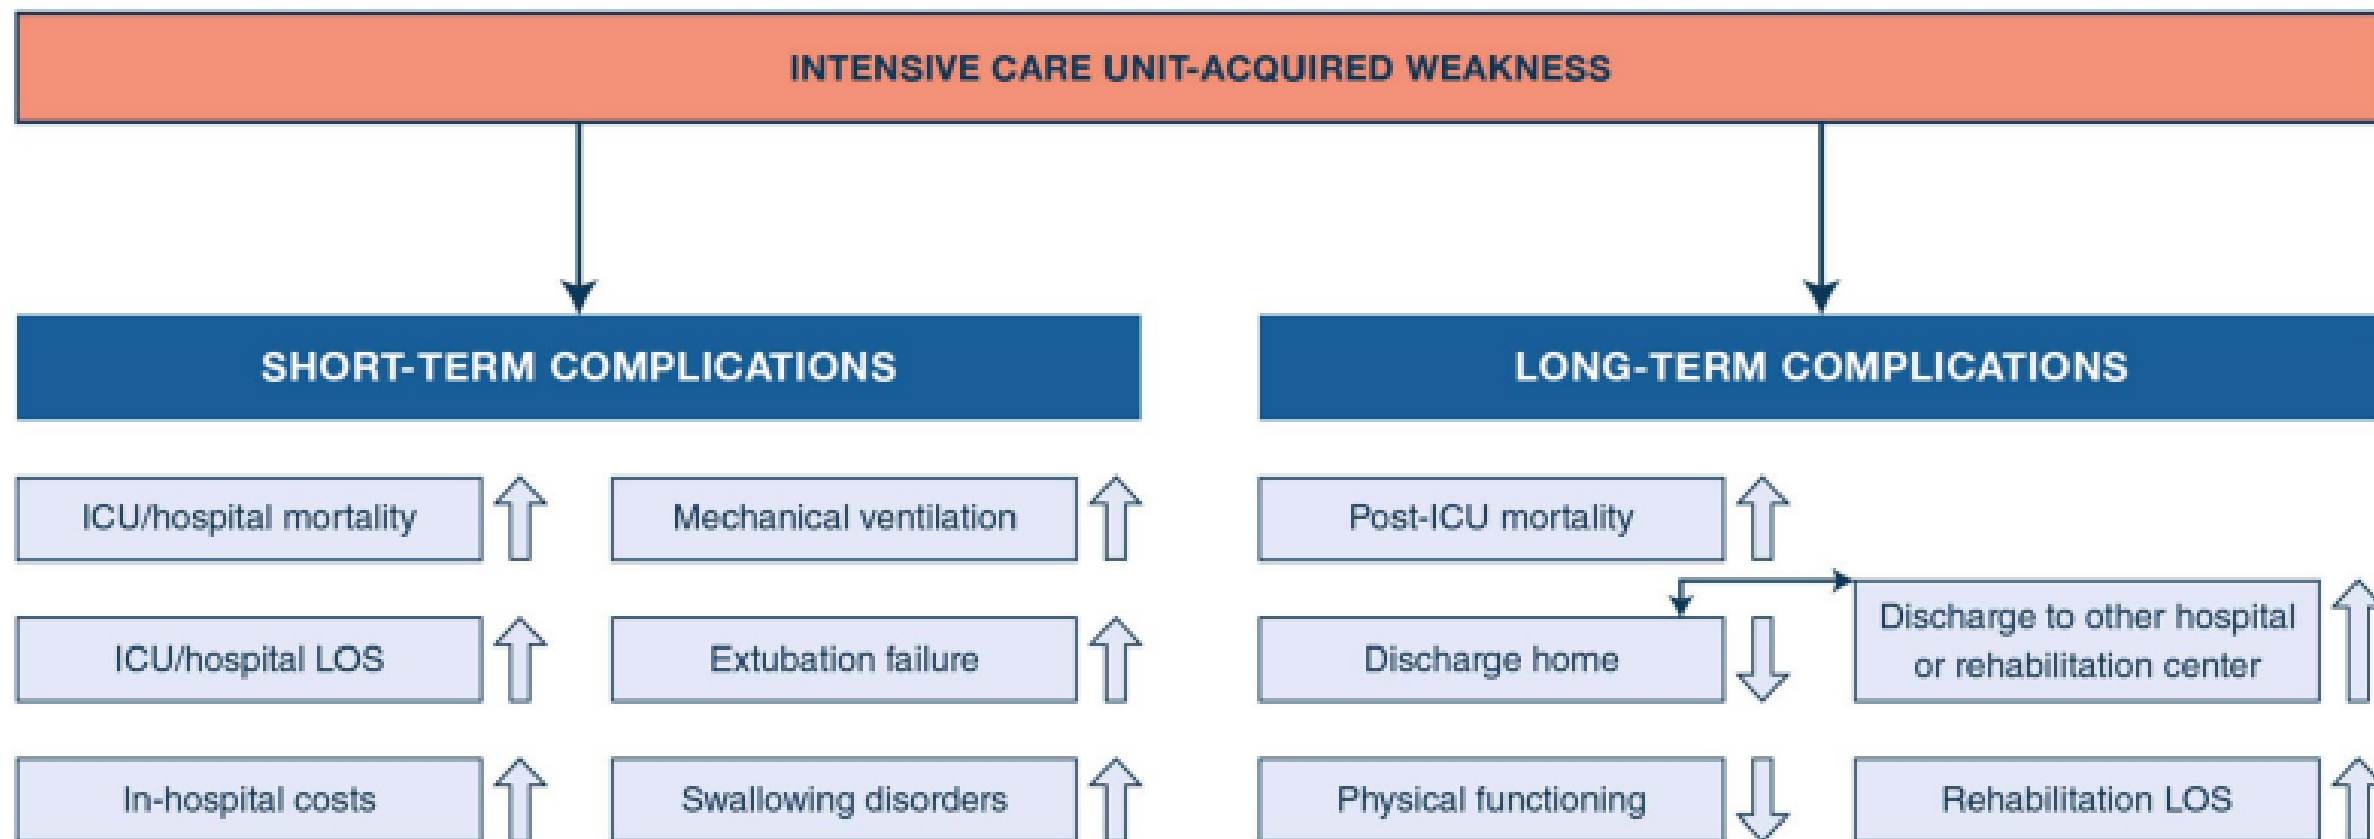 INTENSIVE CARE UNIT-ACQUIRED WEAKNESS
SHORT-TERM COMPLICATIONS
ICU/hospital mortality
Mechanical ventilation
ICU/hospital LOS
Extubation failure
In-hospital costs
Swallowing disorders
LONG-TERM COMPLICATIONS
Post-ICU mortality
Discharge home
Discharge to other hospital
or rehabilitation center
Physical functioning
Rehabilitation LOS